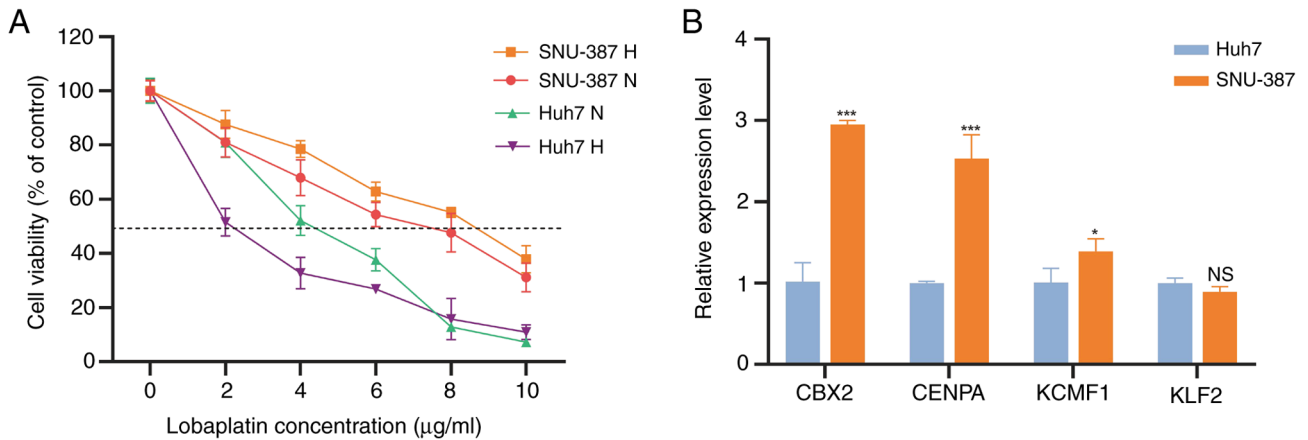 A
120
100
80
60
40
20
0
Cell viability (% of control)
0 2 4 6 8 10
Lobaplatin concentration (μg/ml)
SNU-387 H
SNU-387 N
Huh7 N
Huh7 H
B
4
3
2
1
0
Relative expression level
Huh7
SNU-387
***
***
*
NS
CBX2 CENPA KCMF1 KLF2